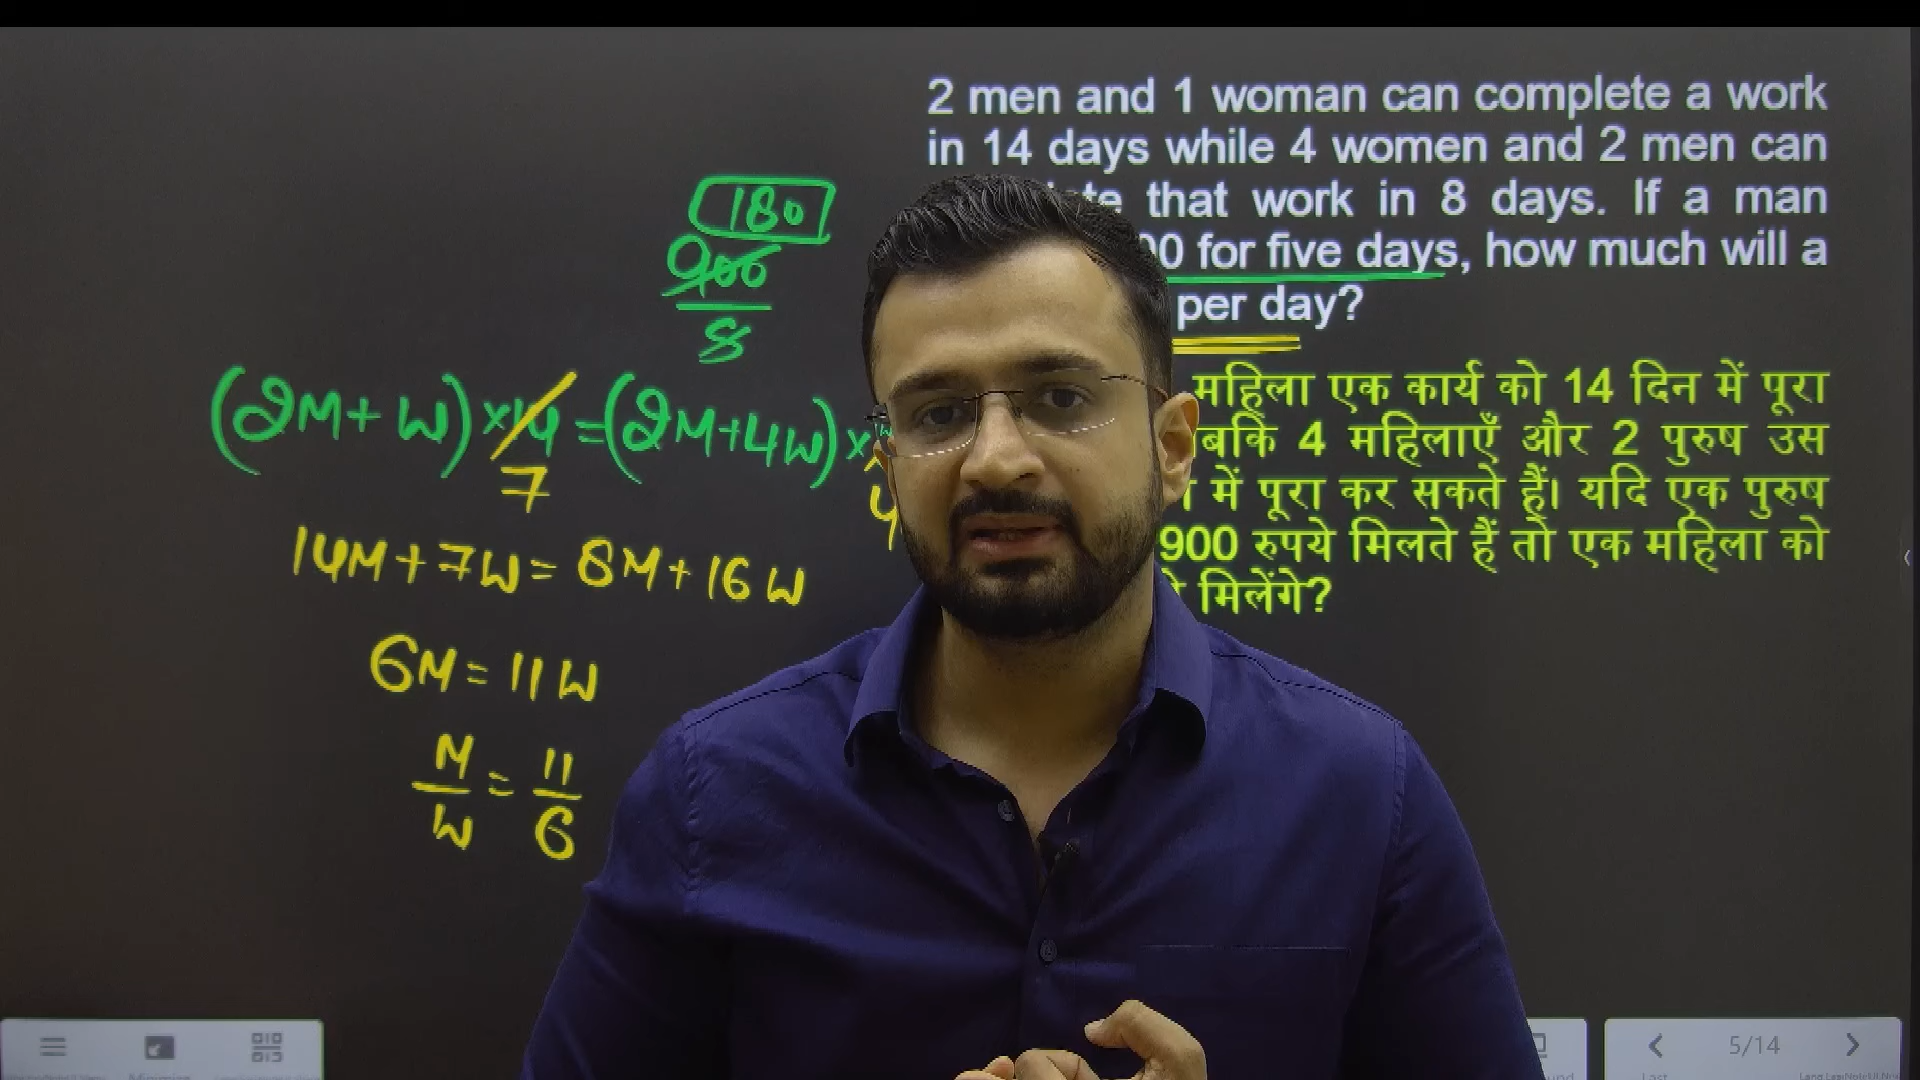 2 men and 1 woman can complete a work
in 14 days while 4 women and 2 men can
that work in 8 days. If a man
for five days, how much will a
per day?
महिला एक कार्य को 14 दिन में पूरा
4 महिलाएँ और 2 पुरुष उस
में पूरा कर सकते हैं। यदि एक पुरुष
900 रुपये मिलते हैं तो एक महिला को
मिलेंगे?
180
900
5
(2M+W)×14=(2M+4W)×
7
4
14M+7W=8M+16W
6M=11W
M/W=11/6
5/14